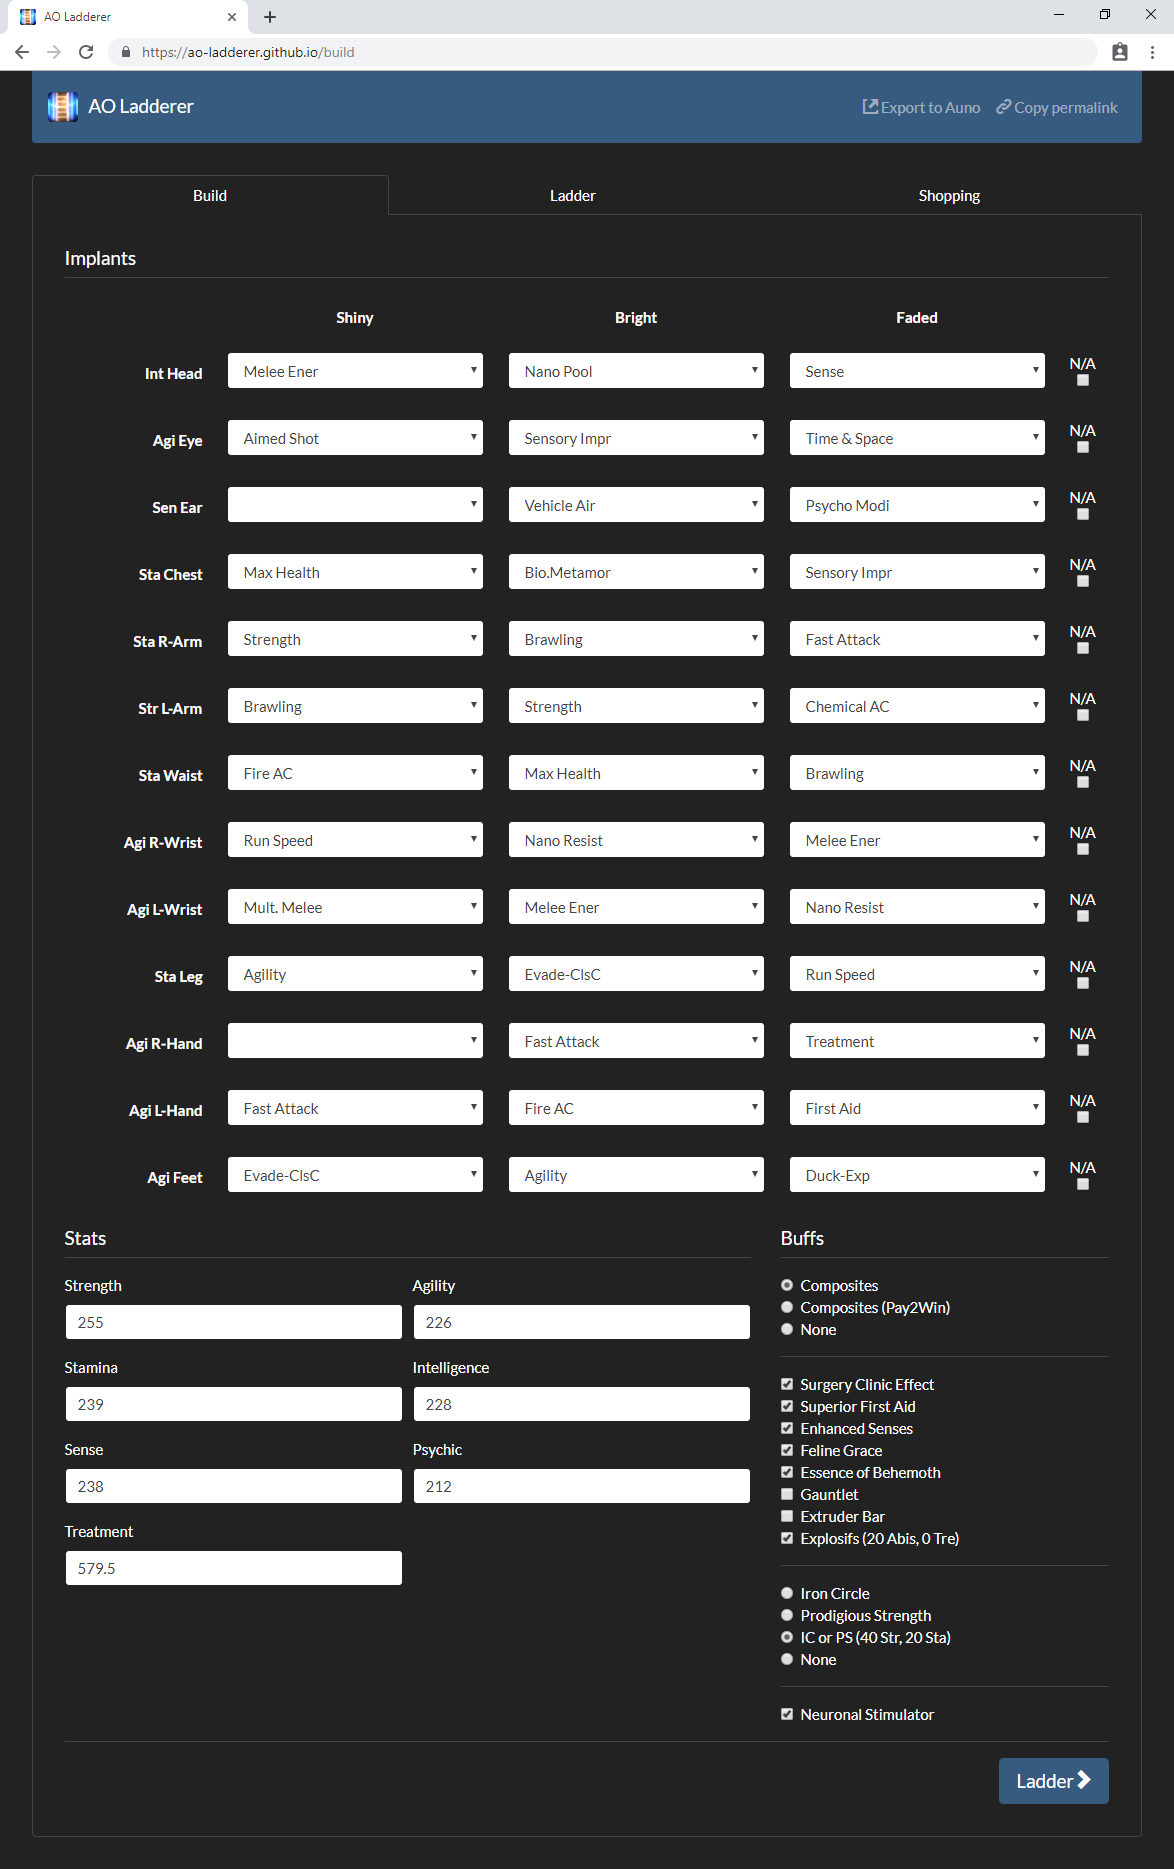 AO Ladderer
https://ao-ladderer.github.io/build
AO Ladderer
Export to Auno
Copy permalink
Build
Ladder
Shopping
Implants
Shiny
Bright
Faded
Int Head
Melee Ener
Nano Pool
Sense
N/A
Agi Eye
Aimed Shot
Sensory Impr
Time & Space
N/A
Sen Ear
Vehicle Air
Psycho Modi
N/A
Sta Chest
Max Health
Bio.Metamor
Sensory Impr
N/A
Sta R-Arm
Strength
Brawling
Fast Attack
N/A
Str L-Arm
Brawling
Strength
Chemical AC
N/A
Sta Waist
Fire AC
Max Health
Brawling
N/A
Agi R-Wrist
Run Speed
Nano Resist
Melee Ener
N/A
Agi L-Wrist
Mult. Melee
Melee Ener
Nano Resist
N/A
Sta Leg
Agility
Evade-ClsC
Run Speed
N/A
Agi R-Hand
Fast Attack
Treatment
N/A
Agi L-Hand
Fast Attack
Fire AC
First Aid
N/A
Agi Feet
Evade-ClsC
Agility
Duck-Exp
N/A
Stats
Strength
255
Agility
226
Stamina
239
Intelligence
228
Sense
238
Psychic
212
Treatment
579.5
Buffs
Composites
Composites (Pay2Win)
None
Surgery Clinic Effect
Superior First Aid
Enhanced Senses
Feline Grace
Essence of Behemoth
Gauntlet
Extruder Bar
Explosifs (20 Abis, 0 Tre)
Iron Circle
Prodigious Strength
IC or PS (40 Str, 20 Sta)
None
Neuronal Stimulator
Ladder